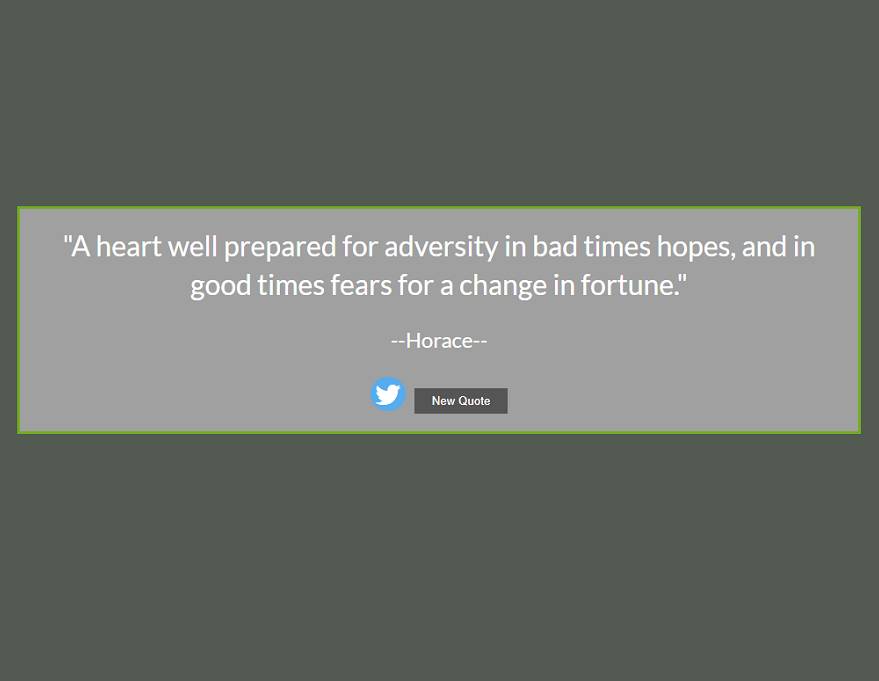 "A heart well prepared for adversity in bad times hopes, and in
good times fears for a change in fortune."
--Horace--
New Quote